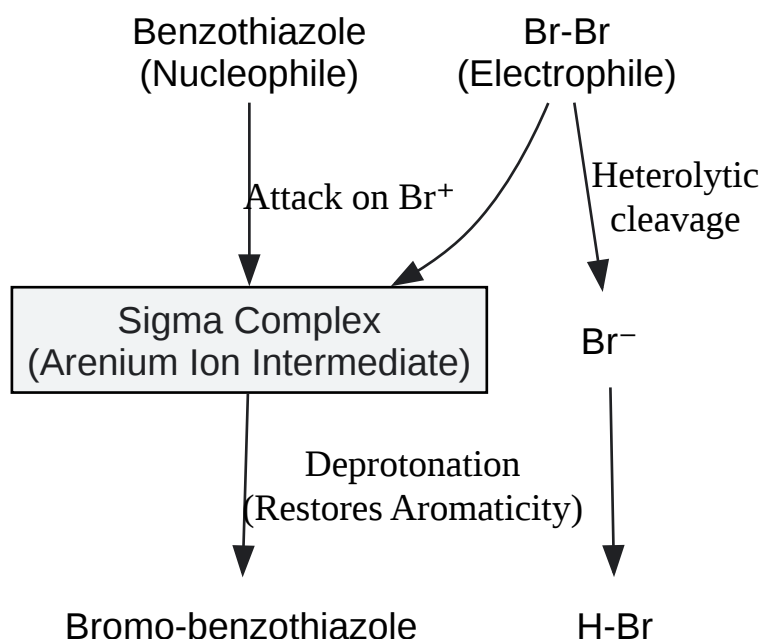 Benzothiazole
(Nucleophile)
Br-Br
(Electrophile)
Attack on Br⁺
Heterolytic
cleavage
Sigma Complex
(Arenium Ion Intermediate)
Br⁻
Deprotonation
(Restores Aromaticity)
Bromo-benzothiazole
H-Br